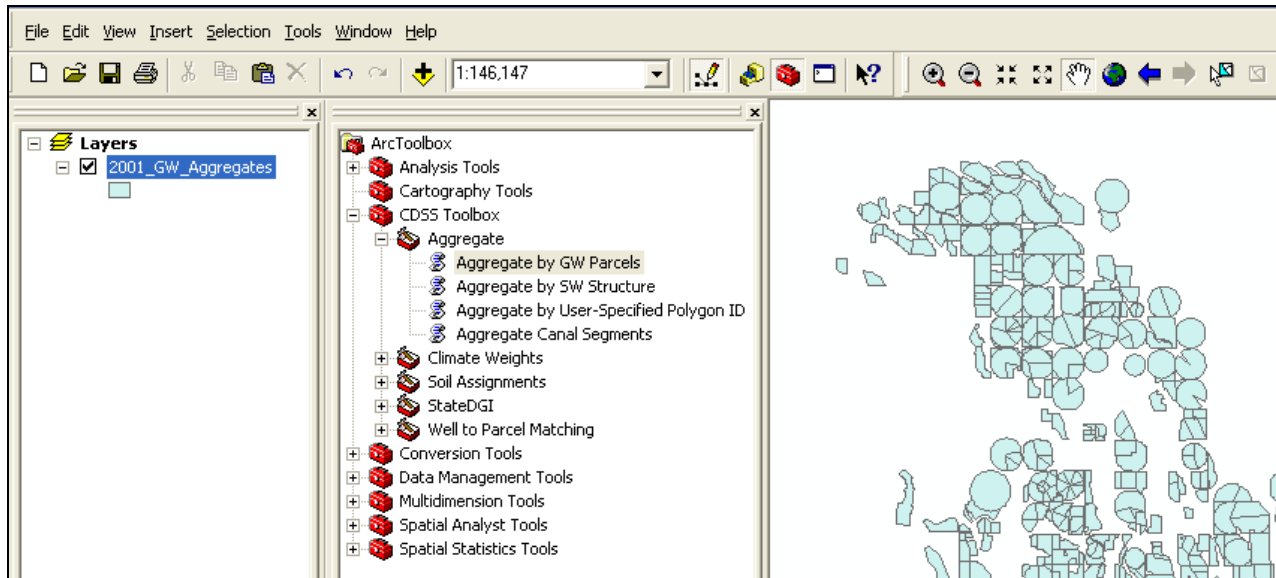 File Edit View Insert Selection Tools Window Help
1:146,147
Layers
2001_GW_Aggregates
ArcToolbox
Analysis Tools
Cartography Tools
CDSS Toolbox
Aggregate
Aggregate by GW Parcels
Aggregate by SW Structure
Aggregate by User-Specified Polygon ID
Aggregate Canal Segments
Climate Weights
Soil Assignments
StateDGI
Well to Parcel Matching
Conversion Tools
Data Management Tools
Multidimension Tools
Spatial Analyst Tools
Spatial Statistics Tools